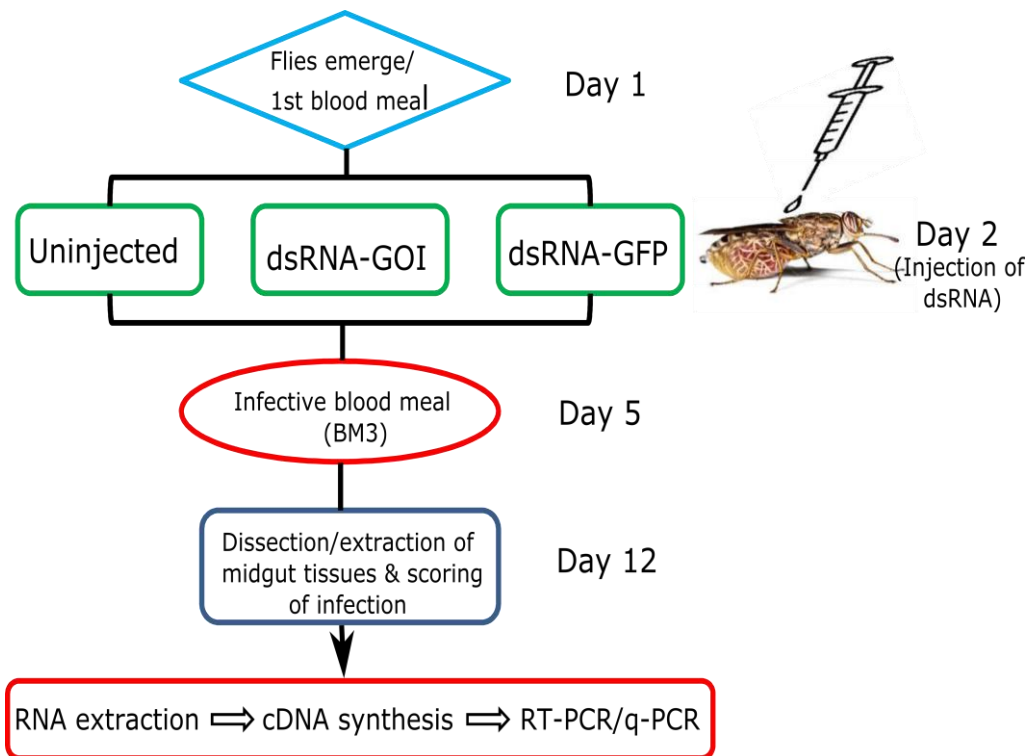 Flies emerge/
1st blood meal
Day 1
Uninjected
dsRNA-GOI
dsRNA-GFP
Day 2
(Injection of
dsRNA)
Infective blood meal
(BM3)
Day 5
Dissection/extraction of
midgut tissues & scoring
of infection
Day 12
RNA extraction ⇨ cDNA synthesis ⇨ RT-PCR/q-PCR